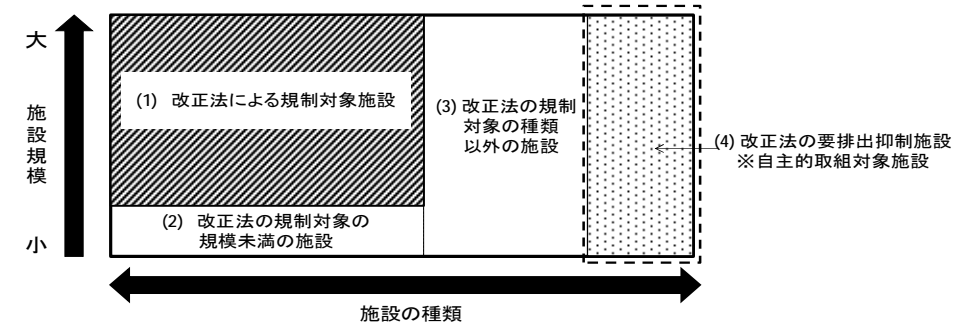 大
施設規模
小
(1) 改正法による規制対象施設
(2) 改正法の規制対象の
規模未満の施設
(3) 改正法の規制
対象の種類
以外の施設
(4) 改正法の要排出抑制施設
※自主的取組対象施設
施設の種類